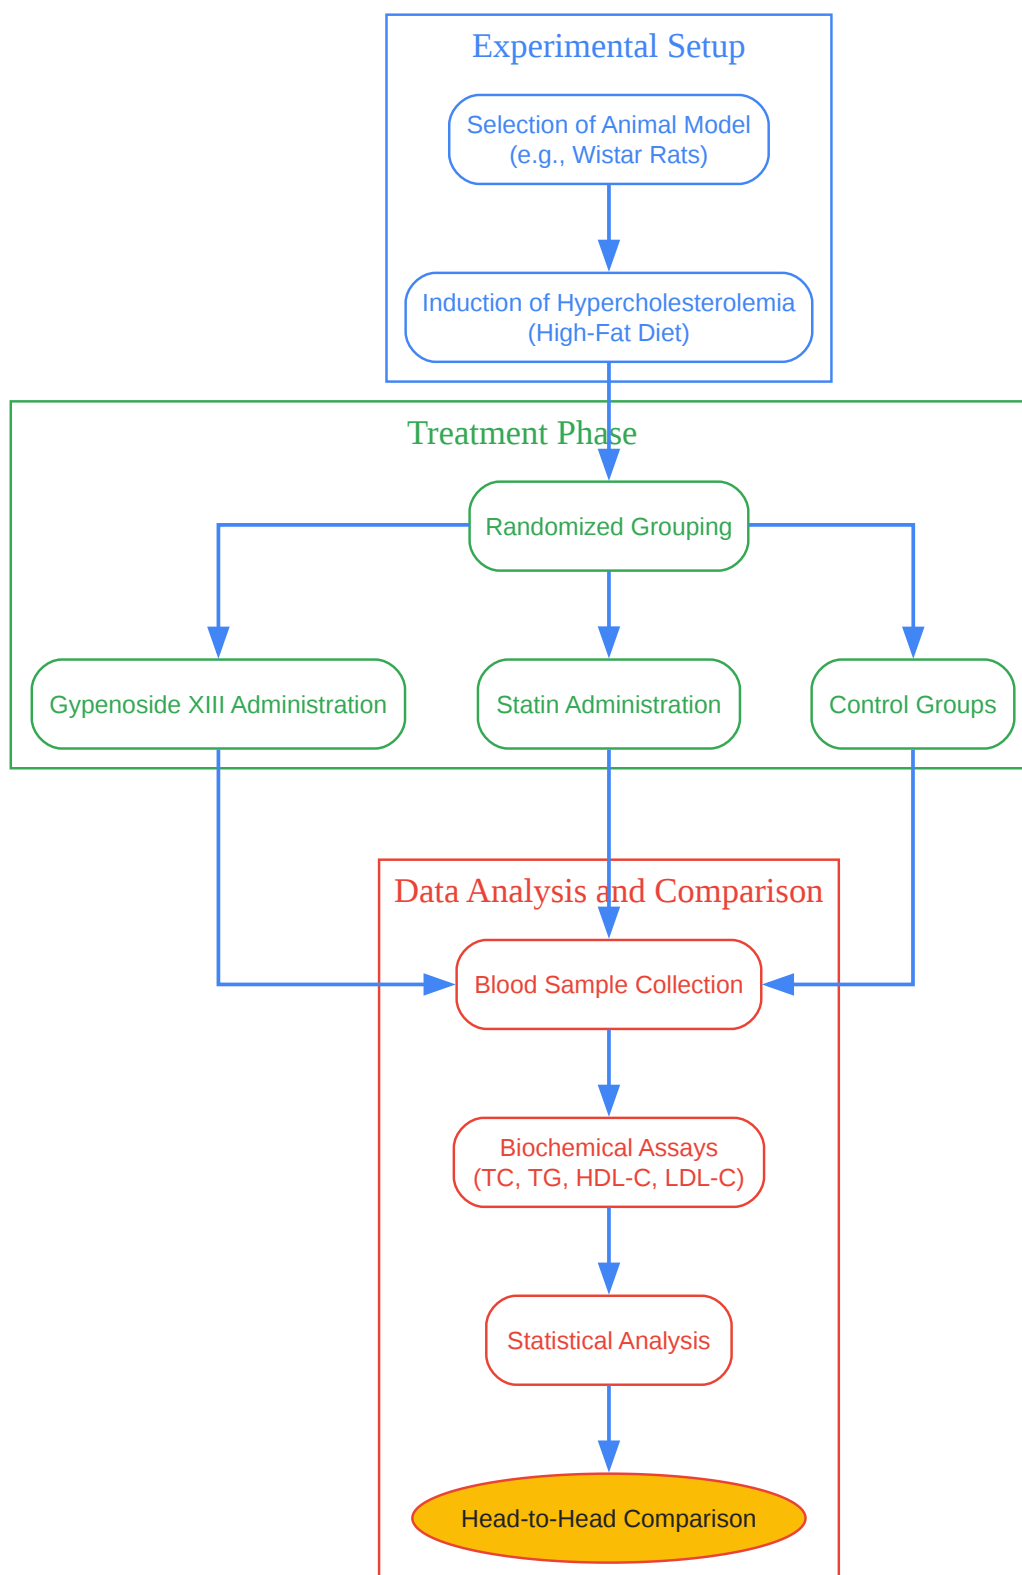 Experimental Setup
Selection of Animal Model
(e.g., Wistar Rats)
Induction of Hypercholesterolemia
(High-Fat Diet)
Treatment Phase
Randomized Grouping
Gypenoside XIII Administration
Statin Administration
Control Groups
Data Analysis and Comparison
Blood Sample Collection
Biochemical Assays
(TC, TG, HDL-C, LDL-C)
Statistical Analysis
Head-to-Head Comparison